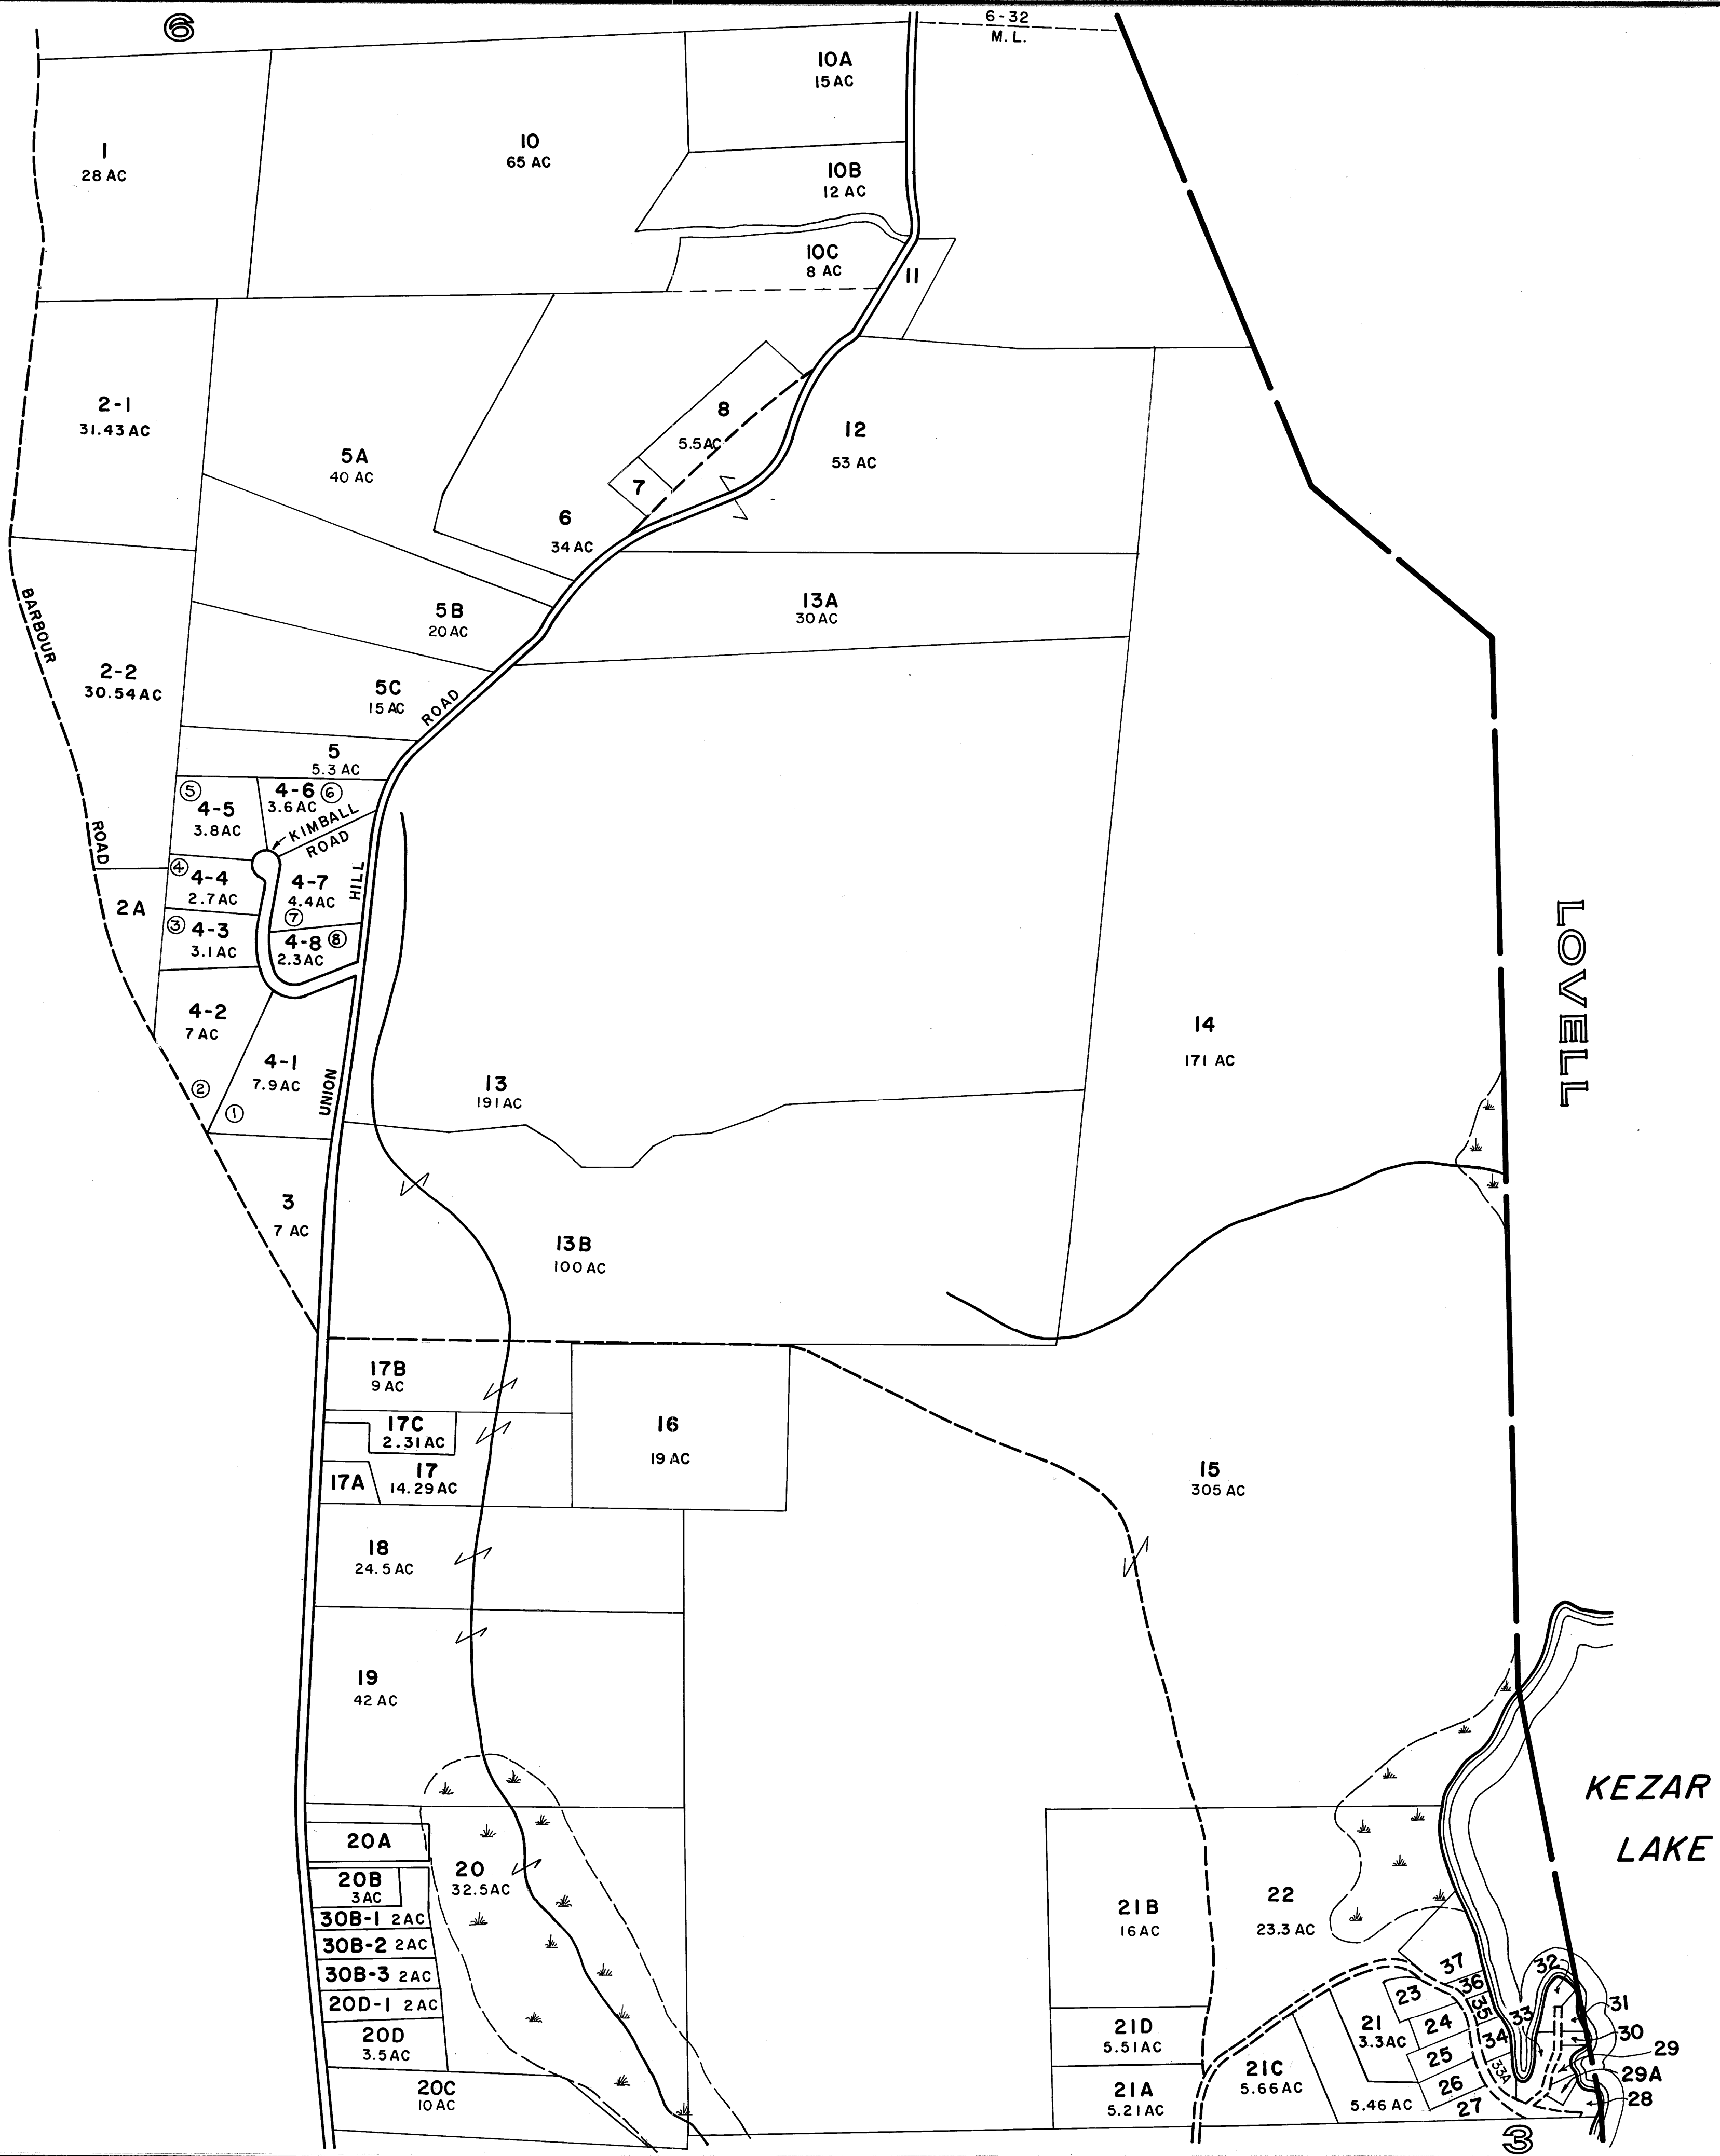 6
6-32
M. L.
10A
15 AC
1
28 AC
10
65 AC
10B
12 AC
10C
8 AC
11
2-1
31.43 AC
5A
40 AC
8
5.5 AC
7
12
53 AC
6
34 AC
5B
20 AC
13A
30 AC
BARBOUR
ROAD
2-2
30.54 AC
5C
15 AC
UNION
HILL
ROAD
5
5.3 AC
5
4-5
3.8 AC
4-6 6
3.6 AC
KIMBALL
ROAD
4
4-4
2.7 AC
4-7
4.4 AC
7
2A
3
4-3
3.1 AC
4-8 8
2.3 AC
4-2
7 AC
2
4-1
7.9 AC
1
LOVELL
14
171 AC
13
191 AC
3
7 AC
13B
100 AC
17B
9 AC
17C
2.31 AC
17A
17
14.29 AC
16
19 AC
15
305 AC
18
24.5 AC
19
42 AC
KEZAR
LAKE
20A
20B
3 AC
20
32.5 AC
30B-1 2 AC
30B-2 2 AC
30B-3 2 AC
20D-1 2 AC
20D
3.5 AC
20C
10 AC
21B
16 AC
22
23.3 AC
21D
5.51 AC
21A
5.21 AC
21C
5.66 AC
21
3.3 AC
5.46 AC
23
24
25
26
27
37
36
35
34
33A
33
32
31
30
29
29A
28
3